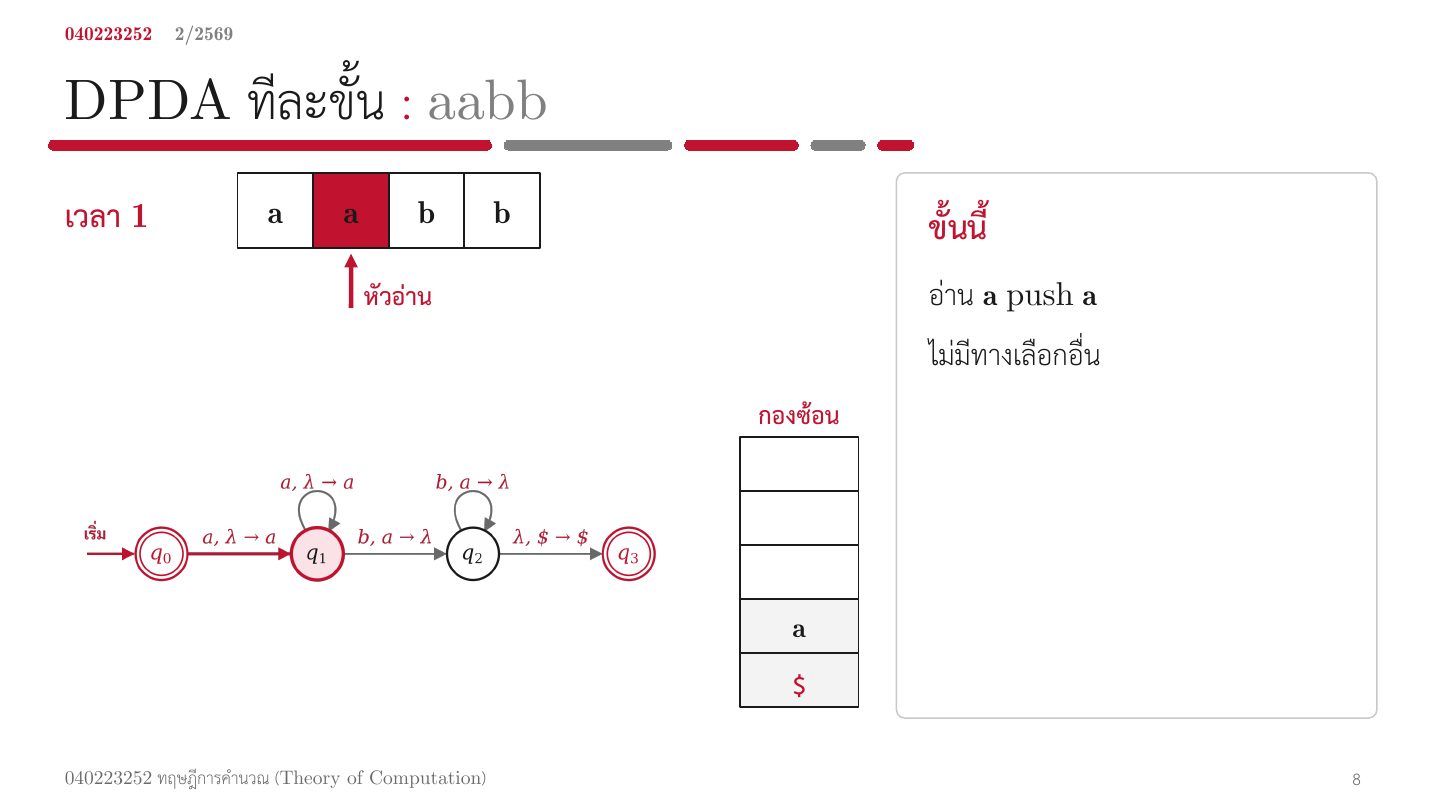 040223252 2/2569
DPDA ทีละขั้น : aabb
เวลา 1
a a b b
หัวอ่าน
ขั้นนี้
อ่าน a push a
ไม่มีทางเลือกอื่น
กองซ้อน
a
$
a, λ → a
b, a → λ
เริ่ม
a, λ → a
b, a → λ
λ, $ → $
q0
q1
q2
q3
040223252 ทฤษฎีการคำนวณ (Theory of Computation)
8